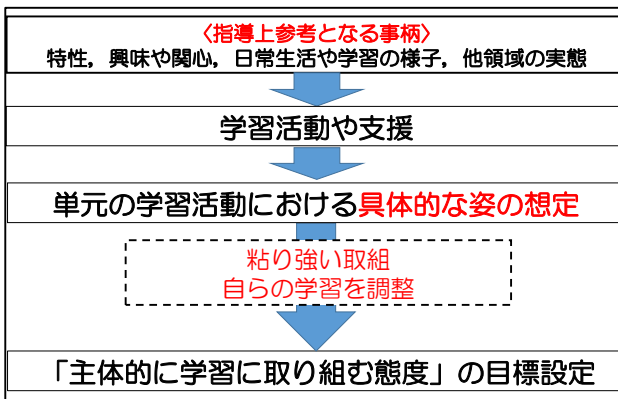 〈指導上参考となる事柄〉
特性，興味や関心，日常生活や学習の様子，他領域の実態
学習活動や支援
単元の学習活動における具体的な姿の想定
粘り強い取組
自らの学習を調整
「主体的に学習に取り組む態度」の目標設定